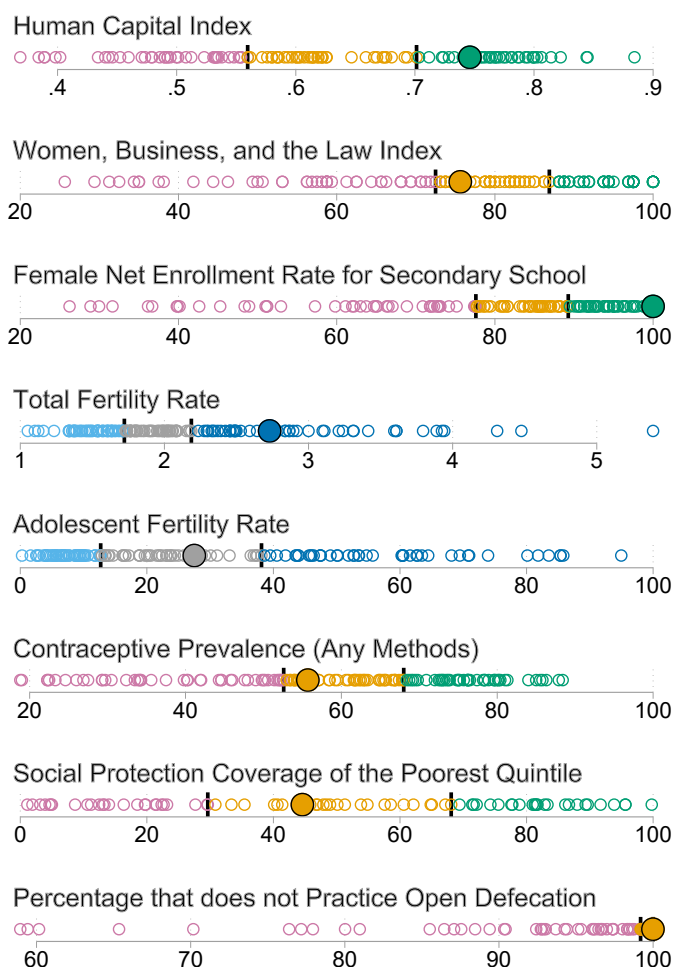 Human Capital Index
.4 .5 .6 .7 .8 .9
Women, Business, and the Law Index
20 40 60 80 100
Female Net Enrollment Rate for Secondary School
20 40 60 80 100
Total Fertility Rate
1 2 3 4 5
Adolescent Fertility Rate
0 20 40 60 80 100
Contraceptive Prevalence (Any Methods)
20 40 60 80 100
Social Protection Coverage of the Poorest Quintile
0 20 40 60 80 100
Percentage that does not Practice Open Defecation
60 70 80 90 100